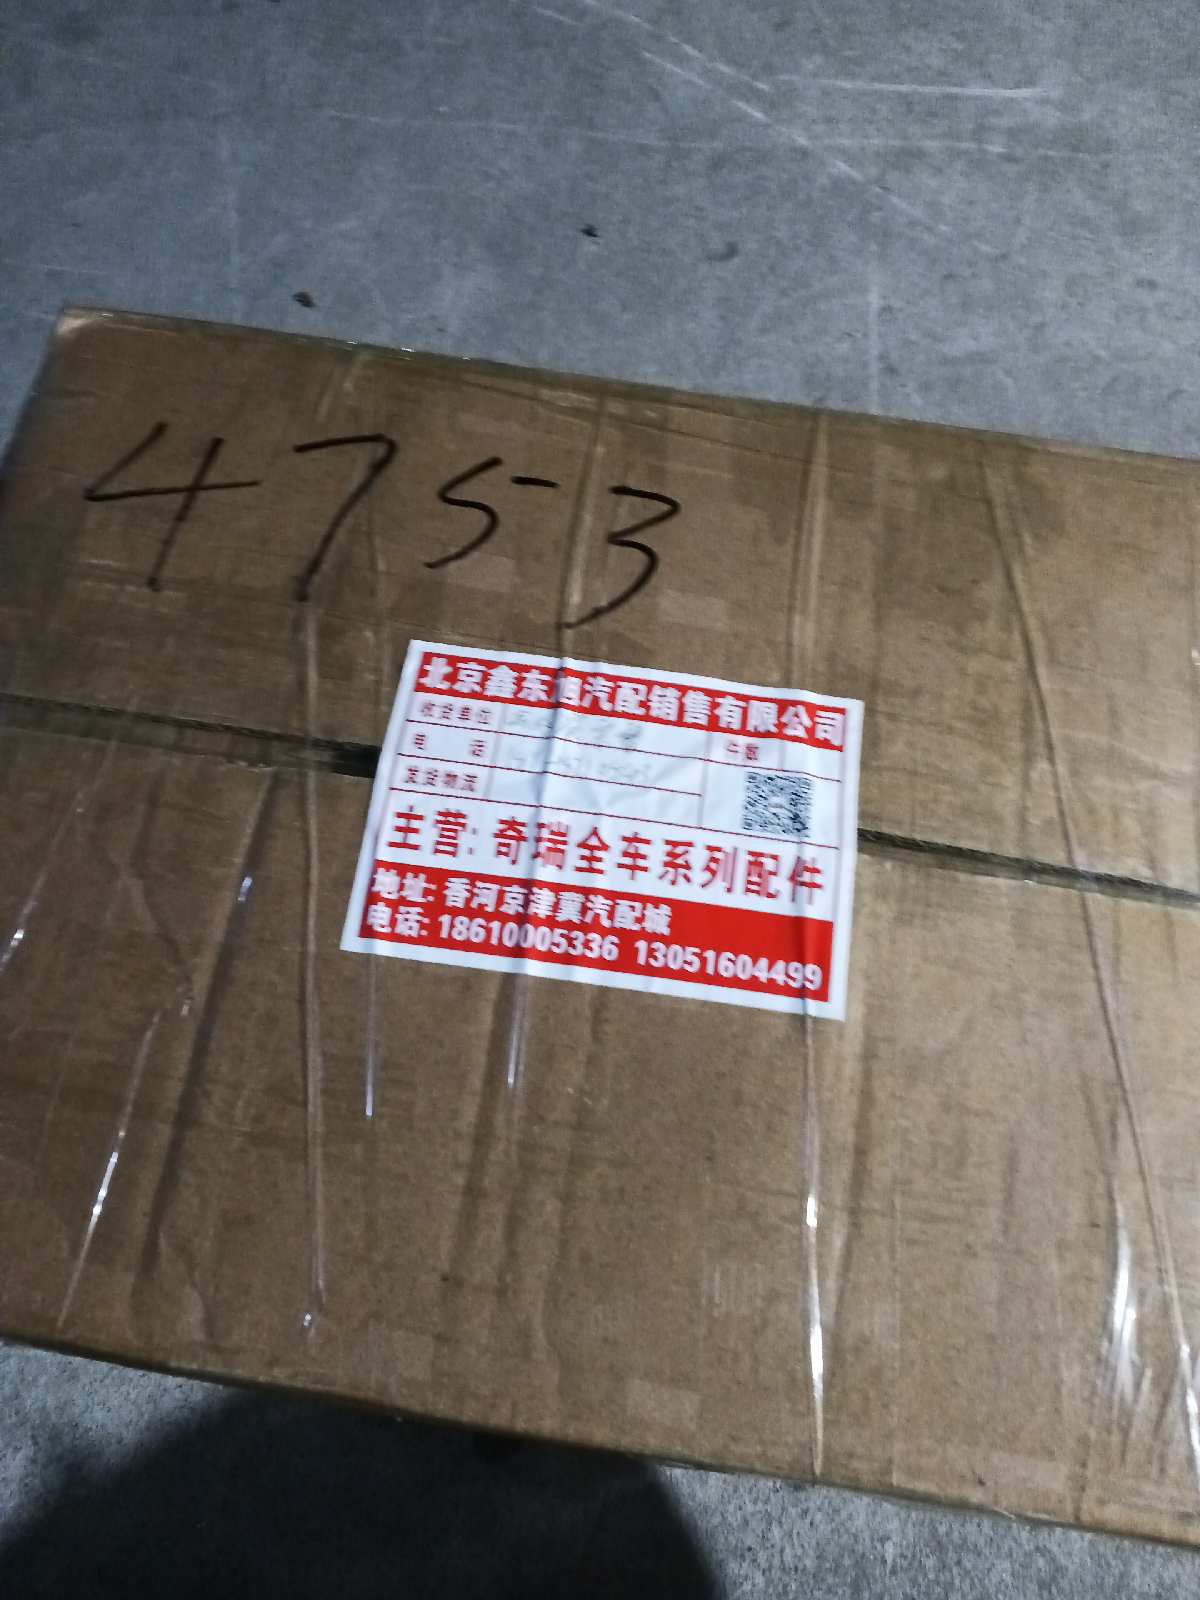 4753
北京鑫东旭汽配销售有限公司
收货单位
件数
电 话
发货物流
主营: 奇瑞全车系列配件
地址: 香河京津冀汽配城
电话: 18610005336 13051604499